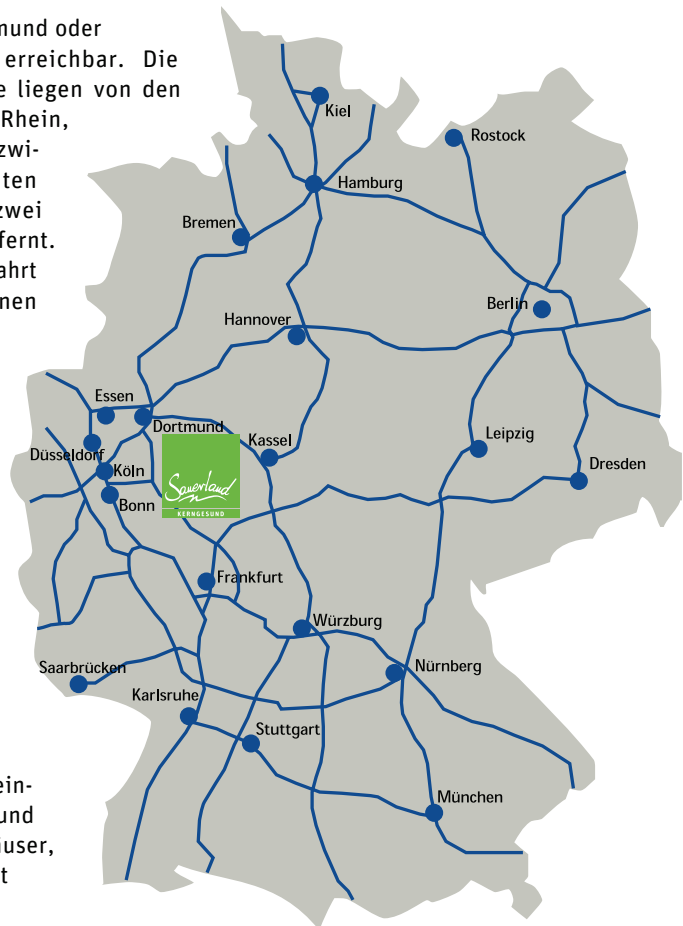 mund oder
erreichbar. Die
e liegen von den
Rhein,
zwi-
ten
zwei
fernt.
ahrt
nen
Kiel
Rostock
Hamburg
Bremen
Berlin
Hannover
Essen
Dortmund
Kassel
Leipzig
Düsseldorf
Köln
Dresden
Sauerland
Bonn
KERNGESUND
Frankfurt
Würzburg
Saarbrücken
Nürnberg
Karlsruhe
Stuttgart
München
ein-
und
äuser,
t